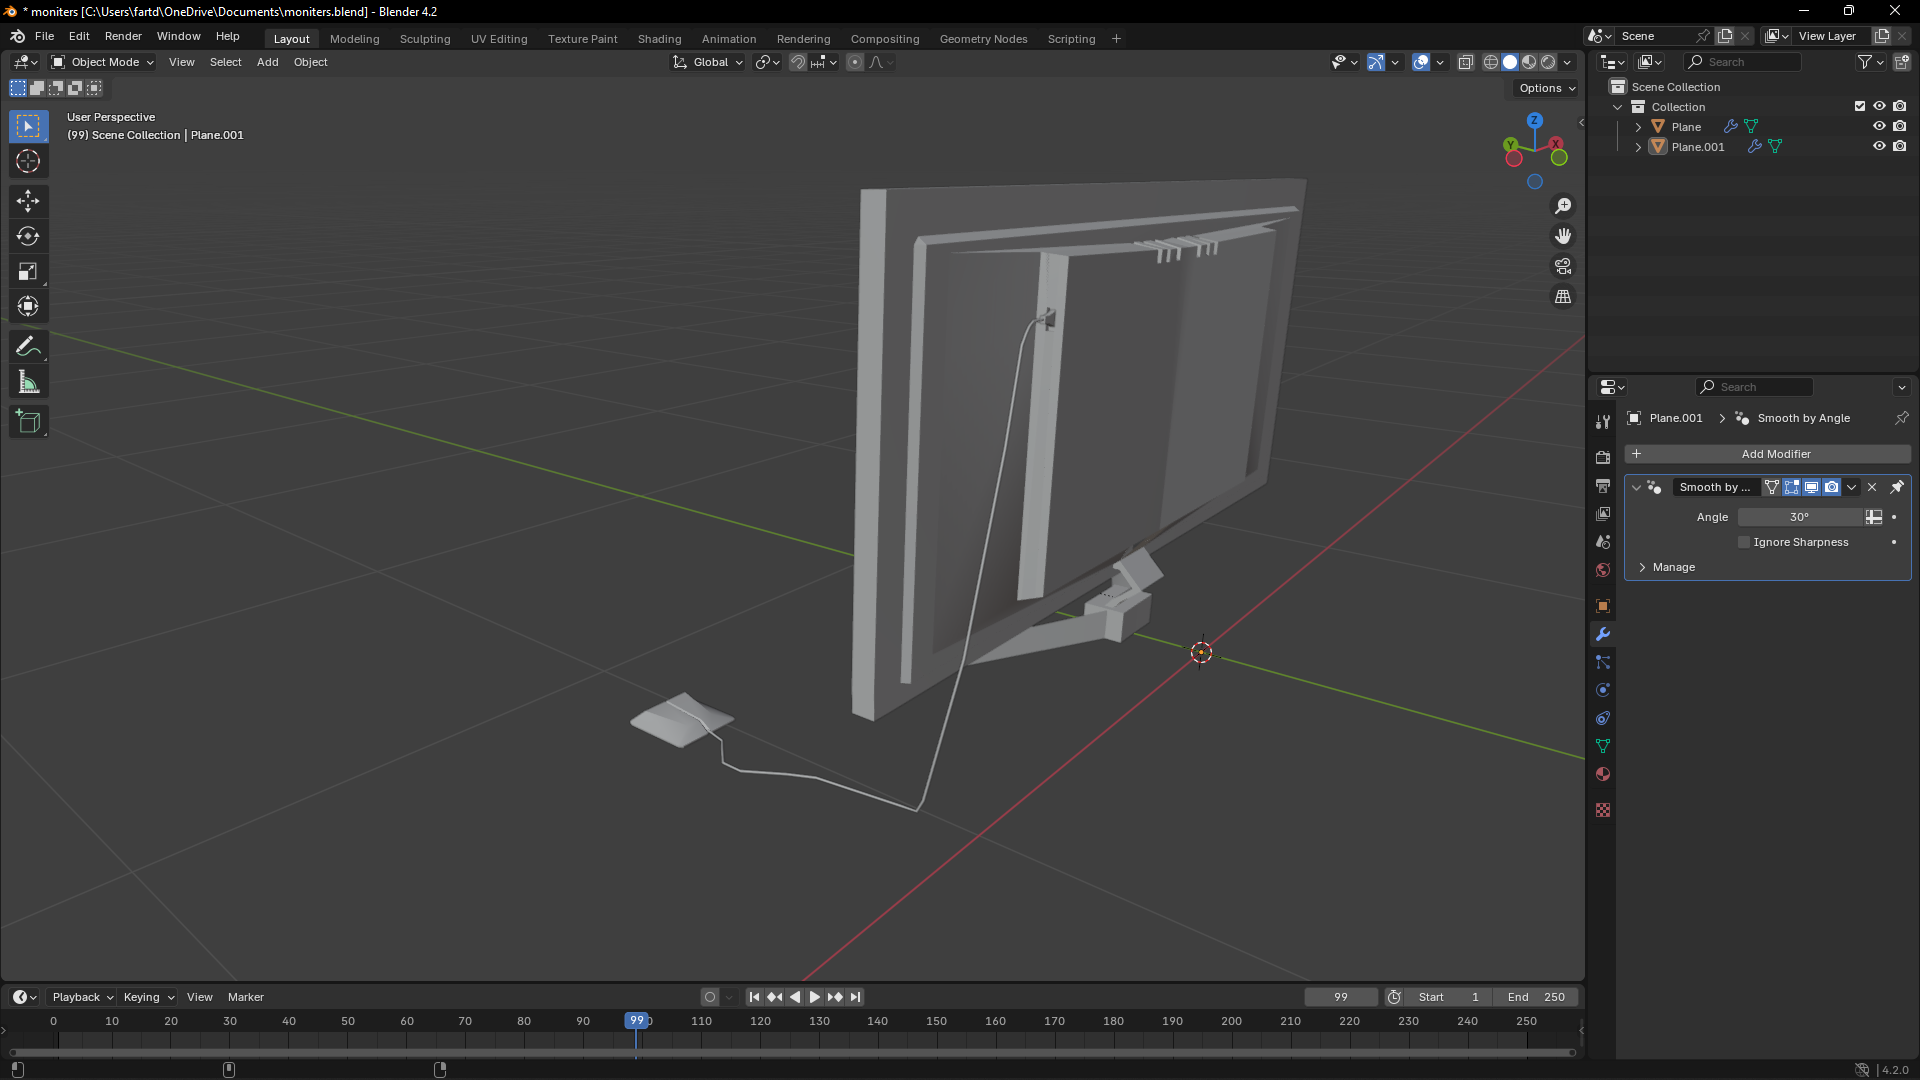 * moniters [C:\Users\fartd\OneDrive\Documents\moniters.blend] - Blender 4.2
File Edit Render Window Help Layout Modeling Sculpting UV Editing Texture Paint Shading Animation Rendering Compositing Geometry Nodes Scripting + Scene View Layer
Object Mode View Select Add Object Global Search
Options
Scene Collection
Collection
User Perspective
(99) Scene Collection | Plane.001
Plane
Plane.001
Z
Y
X
Search
Plane.001 > Smooth by Angle
+ Add Modifier
Smooth by ...
Angle 30°
Ignore Sharpness
Manage
Playback Keying View Marker 99 Start 1 End 250
0 10 20 30 40 50 60 70 80 90 99 110 120 130 140 150 160 170 180 190 200 210 220 230 240 250
4.2.0